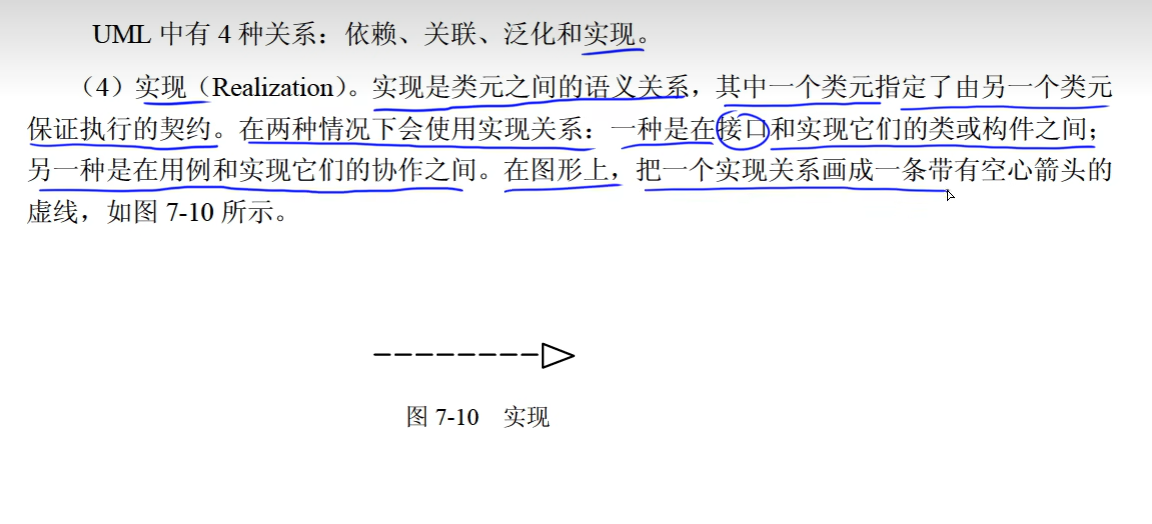 UML 中有 4 种关系：依赖、关联、泛化和实现。
（4）实现（Realization）。实现是类元之间的语义关系，其中一个类元指定了由另一个类元
保证执行的契约。在两种情况下会使用实现关系：一种是在接口和实现它们的类或构件之间；
另一种是在用例和实现它们的协作之间。在图形上，把一个实现关系画成一条带有空心箭头的
虚线，如图 7-10 所示。
图 7-10 实现